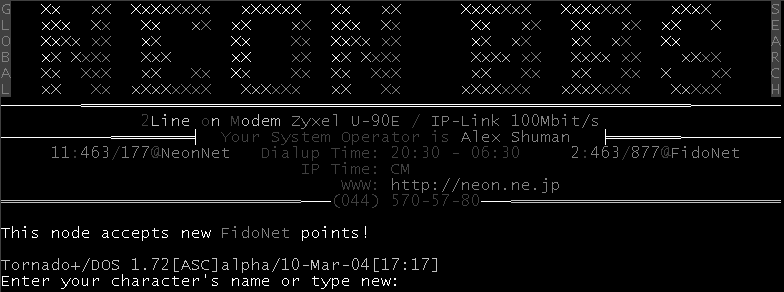 GLOBAL NEON BBS SEARCH
2Line on Modem Zyxel U-90E / IP-Link 100Mbit/s
Your System Operator is Alex Shuman
11:463/177@NeonNet Dialup Time: 20:30 - 06:30 2:463/877@FidoNet
IP Time: CM
WWW: http://neon.ne.jp
(044) 570-57-80
This node accepts new FidoNet points!
Tornado+/DOS 1.72[ASC]alpha/10-Mar-04[17:17]
Enter your character's name or type new: